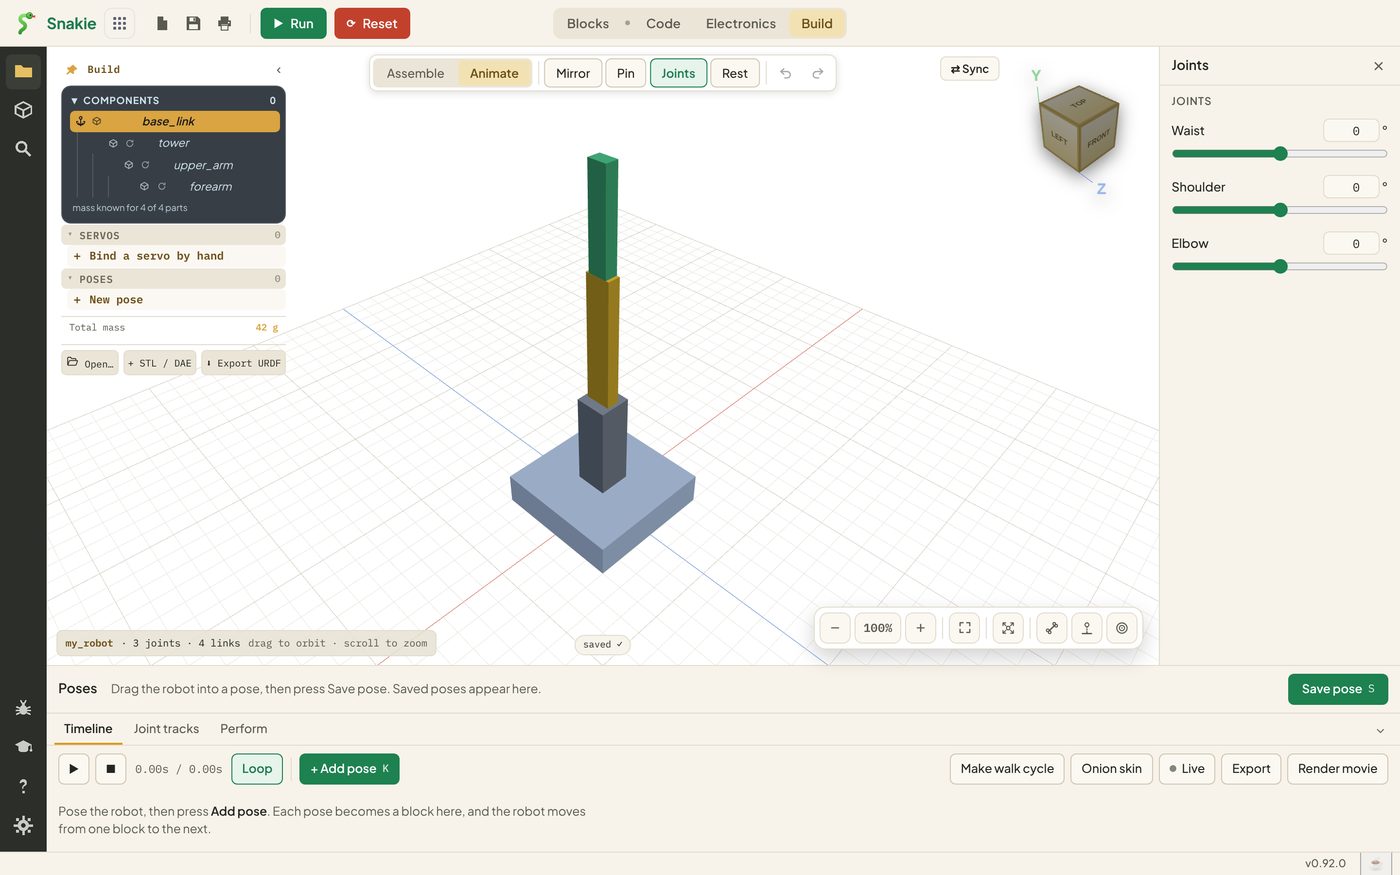 Snakie
Run
Reset
Blocks
Code
Electronics
Build
Build
COMPONENTS 0
base_link
tower
upper_arm
forearm
mass known for 4 of 4 parts
SERVOS 0
+ Bind a servo by hand
POSES 0
+ New pose
Total mass 42 g
Open…
+ STL / DAE
Export URDF
Assemble
Animate
Mirror
Pin
Joints
Rest
Sync
Y
TOP
LEFT
FRONT
Z
Joints
JOINTS
Waist 0 °
Shoulder 0 °
Elbow 0 °
my_robot · 3 joints · 4 links drag to orbit · scroll to zoom
saved ✓
100%
Poses Drag the robot into a pose, then press Save pose. Saved poses appear here.
Save pose S
Timeline
Joint tracks
Perform
0.00s / 0.00s
Loop
+ Add pose K
Make walk cycle
Onion skin
Live
Export
Render movie
Pose the robot, then press Add pose. Each pose becomes a block here, and the robot moves
from one block to the next.
v0.92.0